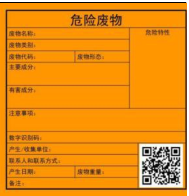 危险废物
废物名称：
危险特性
废物类别：
废物代码：
废物形态：
主要成分：
有害成分：
注意事项：
数字识别码：
产生/收集单位：
联系人和联系方式：
产生日期：
废物重量：
备注：